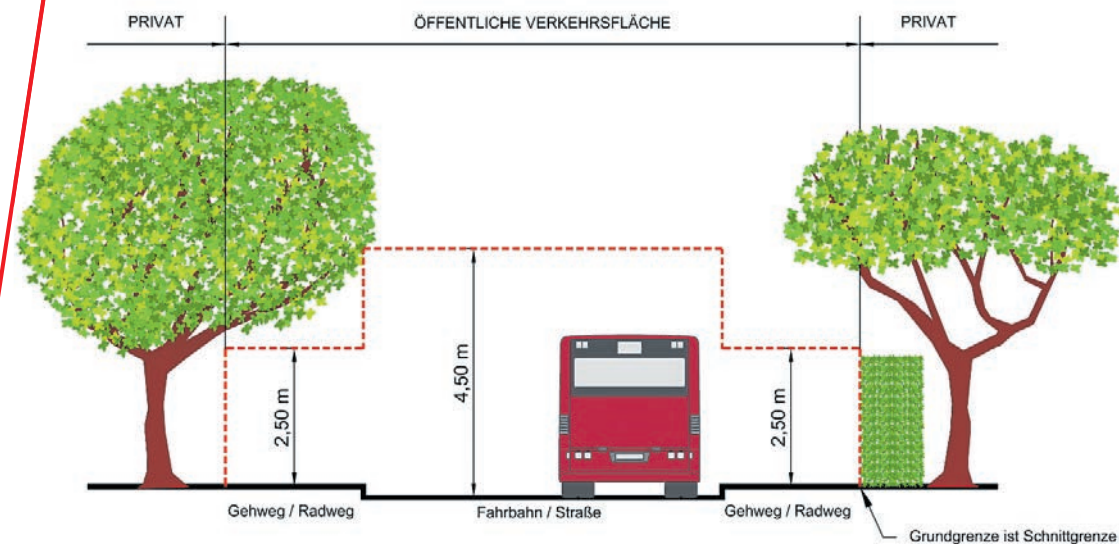 PRIVAT
ÖFFENTLICHE VERKEHRSFLÄCHE
PRIVAT
2,50 m
4,50 m
2,50 m
Gehweg / Radweg
Fahrbahn / Straße
Gehweg / Radweg
Grundgrenze ist Schnittgrenze